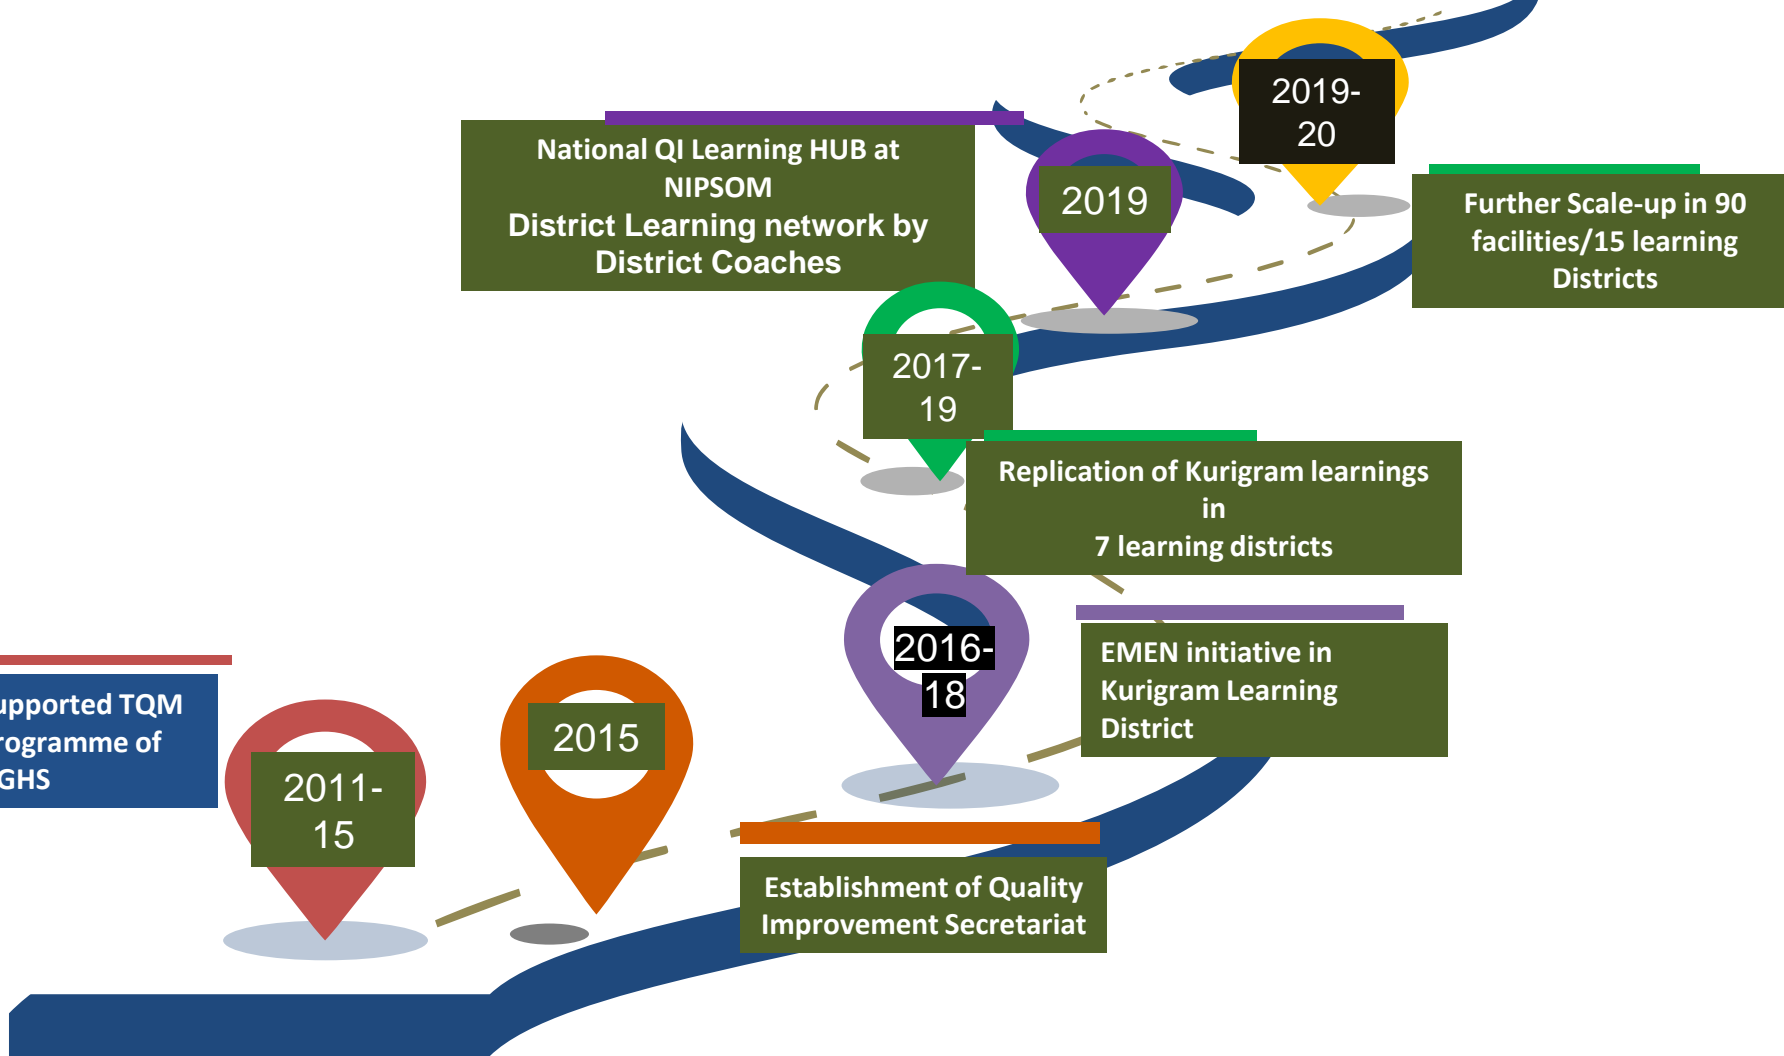 2019-
20
National QI Learning HUB at
NIPSOM
District Learning network by
District Coaches
2019
Further Scale-up in 90
facilities/15 learning
Districts
2017-
19
Replication of Kurigram learnings
in
7 learning districts
2016-
18
EMEN initiative in
Kurigram Learning
District
upported TQM
rogramme of
GHS
2011-
15
2015
Establishment of Quality
Improvement Secretariat